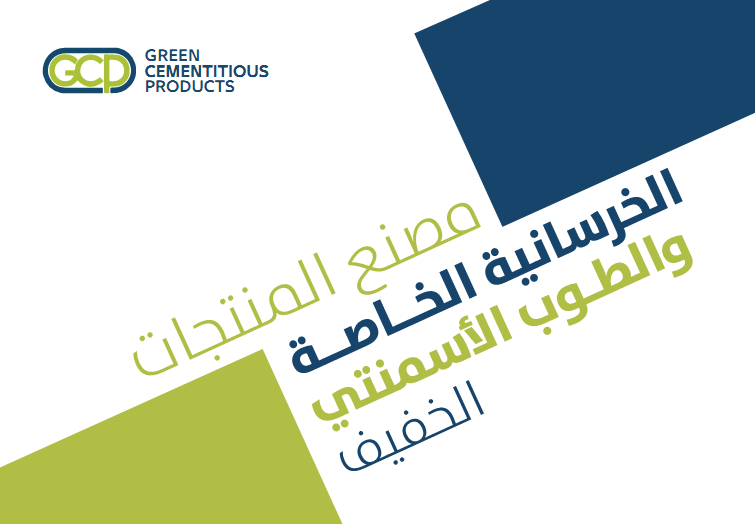 GCP
GREEN
CEMENTITIOUS
PRODUCTS
مصنع المنتجات
الخرسانية الخـاصـة
والطـوب الأسمنتي
الخفيف